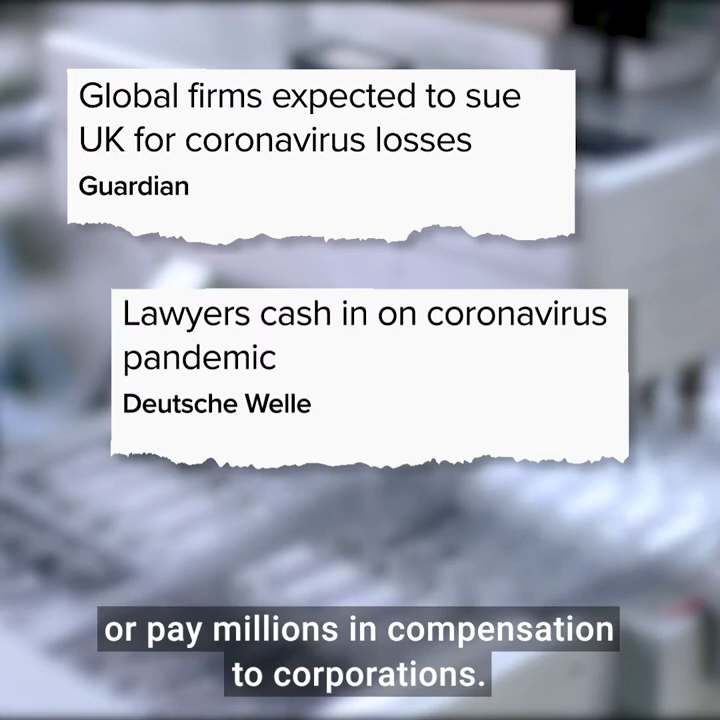 Global firms expected to sue
UK for coronavirus losses
Guardian
Lawyers cash in on coronavirus
pandemic
Deutsche Welle
or pay millions in compensation
to corporations.